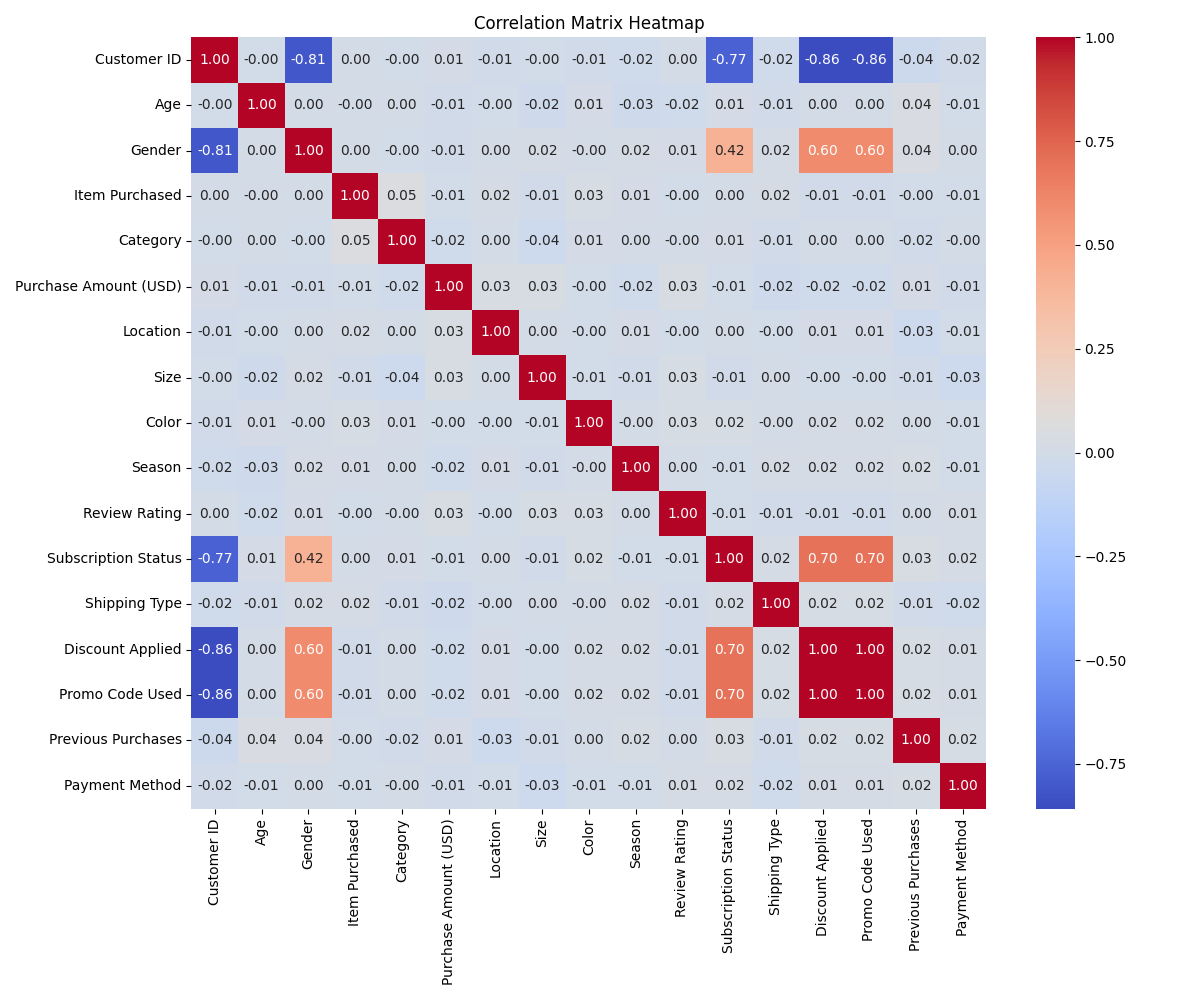 Correlation Matrix Heatmap
Customer ID 1.00 -0.00 -0.81 0.00 -0.00 0.01 -0.01 -0.00 -0.01 -0.02 0.00 -0.77 -0.02 -0.86 -0.86 -0.04 -0.02
Age -0.00 1.00 0.00 -0.00 0.00 -0.01 -0.00 -0.02 0.01 -0.03 -0.02 0.01 -0.01 0.00 0.00 0.04 -0.01
Gender -0.81 0.00 1.00 0.00 -0.00 -0.01 0.00 0.02 -0.00 0.02 0.01 0.42 0.02 0.60 0.60 0.04 0.00
Item Purchased 0.00 -0.00 0.00 1.00 0.05 -0.01 0.02 -0.01 0.03 0.01 -0.00 0.00 0.02 -0.01 -0.01 -0.00 -0.01
Category -0.00 0.00 -0.00 0.05 1.00 -0.02 0.00 -0.04 0.01 0.00 -0.00 0.01 -0.01 0.00 0.00 -0.02 -0.00
Purchase Amount (USD) 0.01 -0.01 -0.01 -0.01 -0.02 1.00 0.03 0.03 -0.00 -0.02 0.03 -0.01 -0.02 -0.02 -0.02 0.01 -0.01
Location -0.01 -0.00 0.00 0.02 0.00 0.03 1.00 0.00 -0.00 0.01 -0.00 0.00 -0.00 0.01 0.01 -0.03 -0.01
Size -0.00 -0.02 0.02 -0.01 -0.04 0.03 0.00 1.00 -0.01 -0.01 0.03 -0.01 0.00 -0.00 -0.00 -0.01 -0.03
Color -0.01 0.01 -0.00 0.03 0.01 -0.00 -0.00 -0.01 1.00 -0.00 0.03 0.02 -0.00 0.02 0.02 0.00 -0.01
Season -0.02 -0.03 0.02 0.01 0.00 -0.02 0.01 -0.01 -0.00 1.00 0.00 -0.01 0.02 0.02 0.02 0.02 -0.01
Review Rating 0.00 -0.02 0.01 -0.00 -0.00 0.03 -0.00 0.03 0.03 0.00 1.00 -0.01 -0.01 -0.01 -0.01 0.00 0.01
Subscription Status -0.77 0.01 0.42 0.00 0.01 -0.01 0.00 -0.01 0.02 -0.01 -0.01 1.00 0.02 0.70 0.70 0.03 0.02
Shipping Type -0.02 -0.01 0.02 0.02 -0.01 -0.02 -0.00 0.00 -0.00 0.02 -0.01 0.02 1.00 0.02 0.02 -0.01 -0.02
Discount Applied -0.86 0.00 0.60 -0.01 0.00 -0.02 0.01 -0.00 0.02 0.02 -0.01 0.70 0.02 1.00 1.00 0.02 0.01
Promo Code Used -0.86 0.00 0.60 -0.01 0.00 -0.02 0.01 -0.00 0.02 0.02 -0.01 0.70 0.02 1.00 1.00 0.02 0.01
Previous Purchases -0.04 0.04 0.04 -0.00 -0.02 0.01 -0.03 -0.01 0.00 0.02 0.00 0.03 -0.01 0.02 0.02 1.00 0.02
Payment Method -0.02 -0.01 0.00 -0.01 -0.00 -0.01 -0.01 -0.03 -0.01 -0.01 0.01 0.02 -0.02 0.01 0.01 0.02 1.00
Customer ID
Age
Gender
Item Purchased
Category
Purchase Amount (USD)
Location
Size
Color
Season
Review Rating
Subscription Status
Shipping Type
Discount Applied
Promo Code Used
Previous Purchases
Payment Method
1.00
0.75
0.50
0.25
0.00
−0.25
−0.50
−0.75